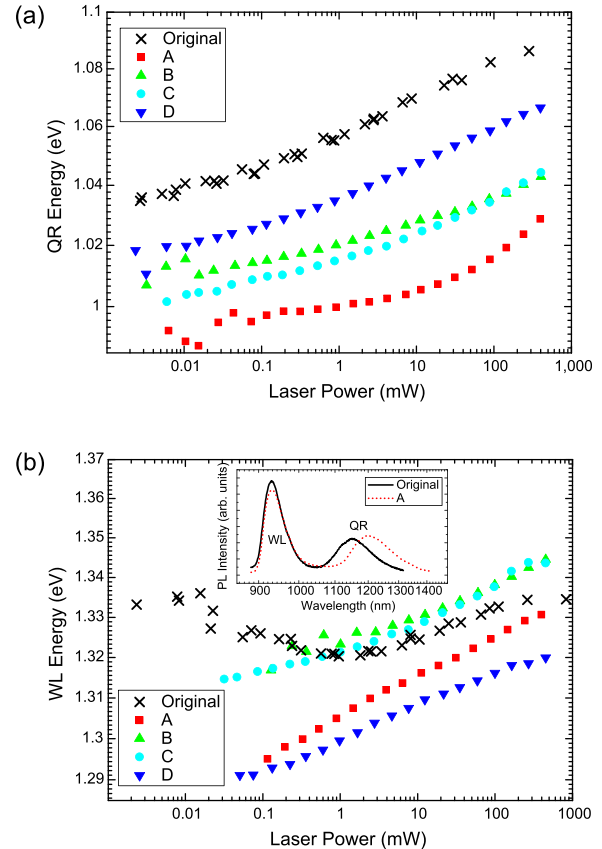 (a)
1.1
1.08
1.06
1.04
1.02
1
QR Energy (eV)
Original
A
B
C
D
0.01
0.1
1
10
100
1,000
Laser Power (mW)
(b)
1.37
1.36
1.35
1.34
1.33
1.32
1.31
1.3
1.29
WL Energy (eV)
PL Intensity (arb. units)
Original
A
WL
QR
900
1000
1100
1200
1300
1400
Wavelength (nm)
Original
A
B
C
D
0.01
0.1
1
10
100
1000
Laser Power (mW)